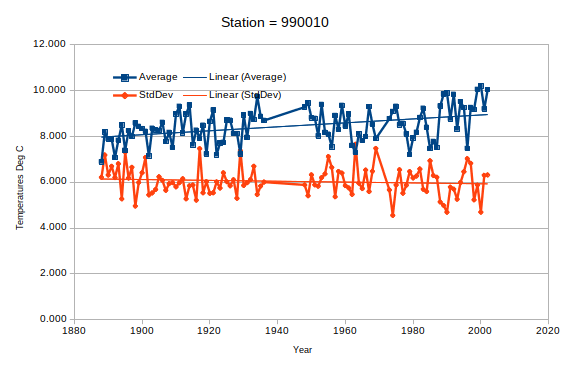 Station = 990010
12.000
10.000
8.000
6.000
4.000
2.000
0.000
Temperatures Deg C
Average Linear (Average)
StdDev Linear (StdDev)
1880 1900 1920 1940 1960 1980 2000 2020
Year